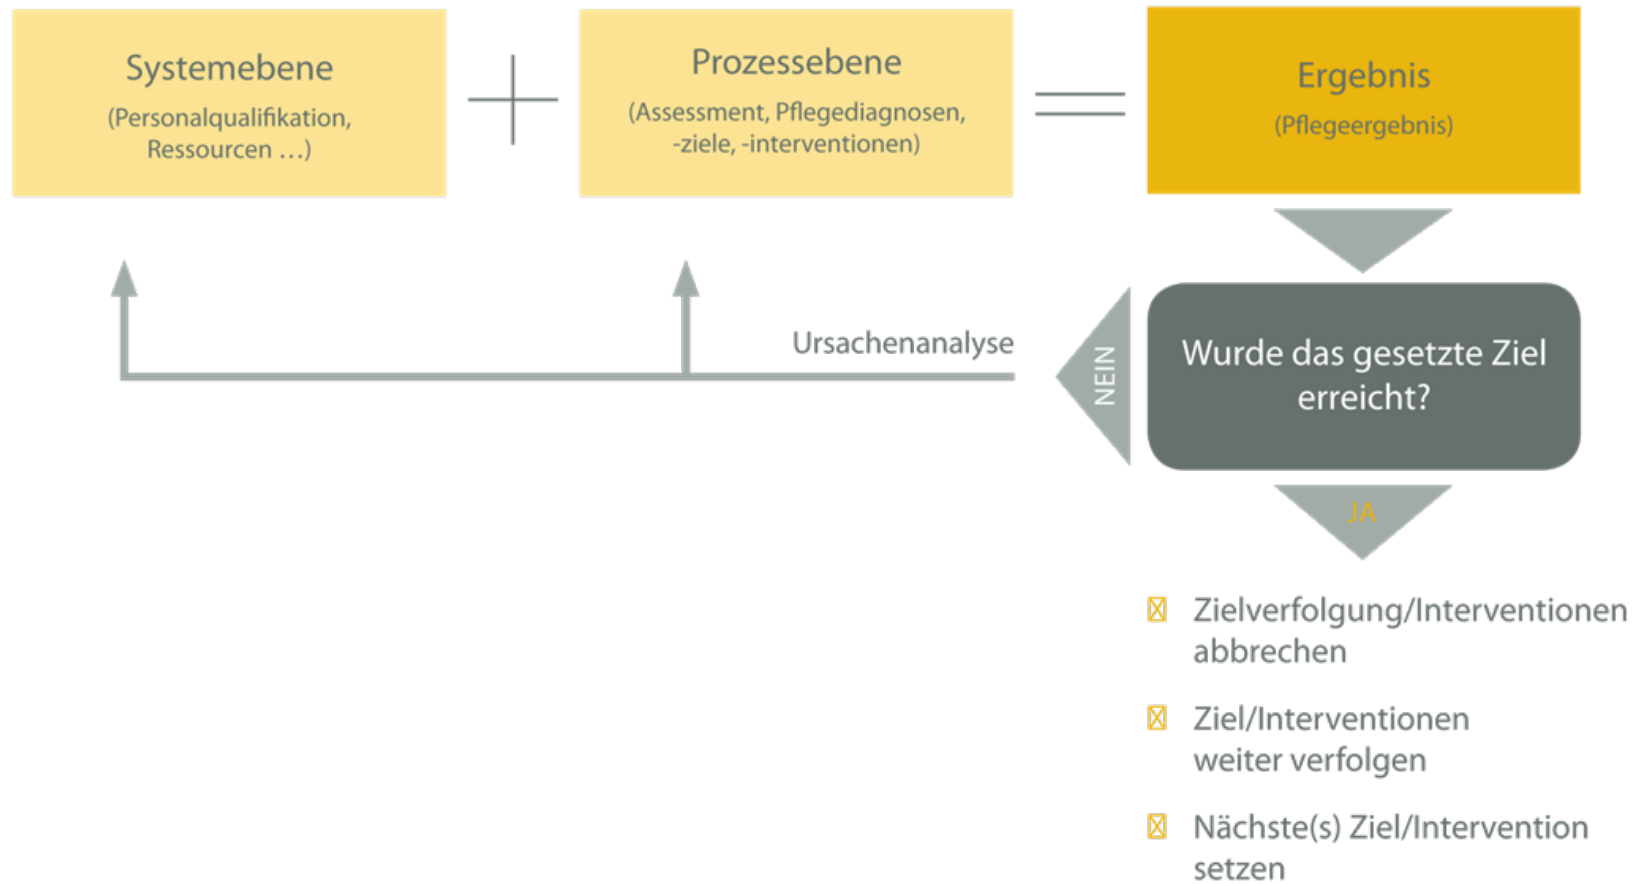 Systemebene
(Personalqualifikation,
Ressourcen …)
Prozessebene
(Assessment, Pflegediagnosen,
-ziele, -interventionen)
Ergebnis
(Pflegeergebnis)
Ursachenanalyse
NEIN
Wurde das gesetzte Ziel
erreicht?
JA
Zielverfolgung/Interventionen
abbrechen
Ziel/Interventionen
weiter verfolgen
Nächste(s) Ziel/Intervention
setzen